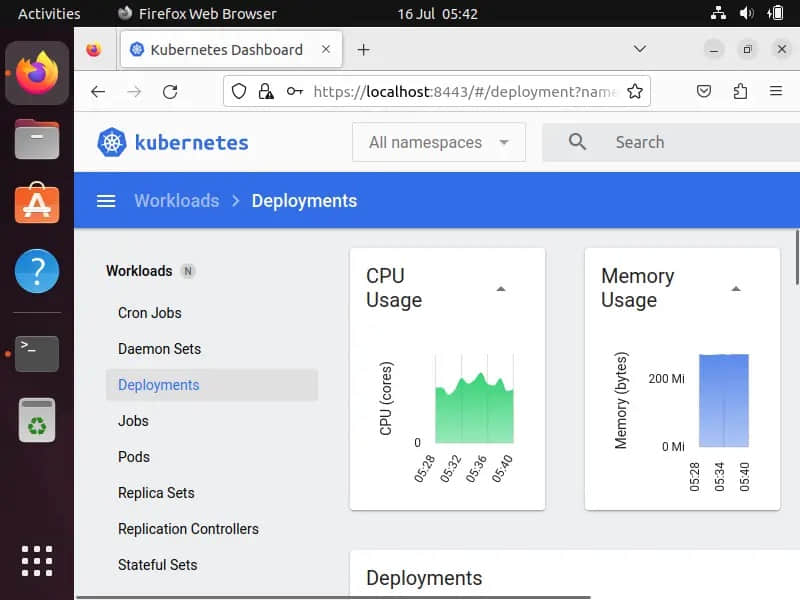 Activities
Firefox Web Browser
16 Jul 05:42
Kubernetes Dashboard
https://localhost:8443/#/deployment?name
kubernetes
All namespaces
Search
Workloads
Deployments
Workloads N
Cron Jobs
Daemon Sets
Deployments
Jobs
Pods
Replica Sets
Replication Controllers
Stateful Sets
CPU
Usage
CPU (cores)
0
05:28
05:32
05:36
05:40
Memory
Usage
Memory (bytes)
200 Mi
0 Mi
05:28
05:34
05:40
Deployments